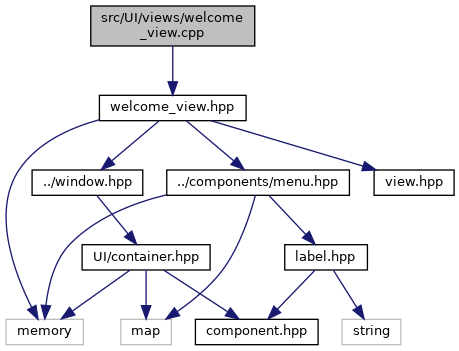 src/UI/views/welcome
_view.cpp
welcome_view.hpp
../window.hpp
../components/menu.hpp
view.hpp
UI/container.hpp
label.hpp
memory
map
component.hpp
string